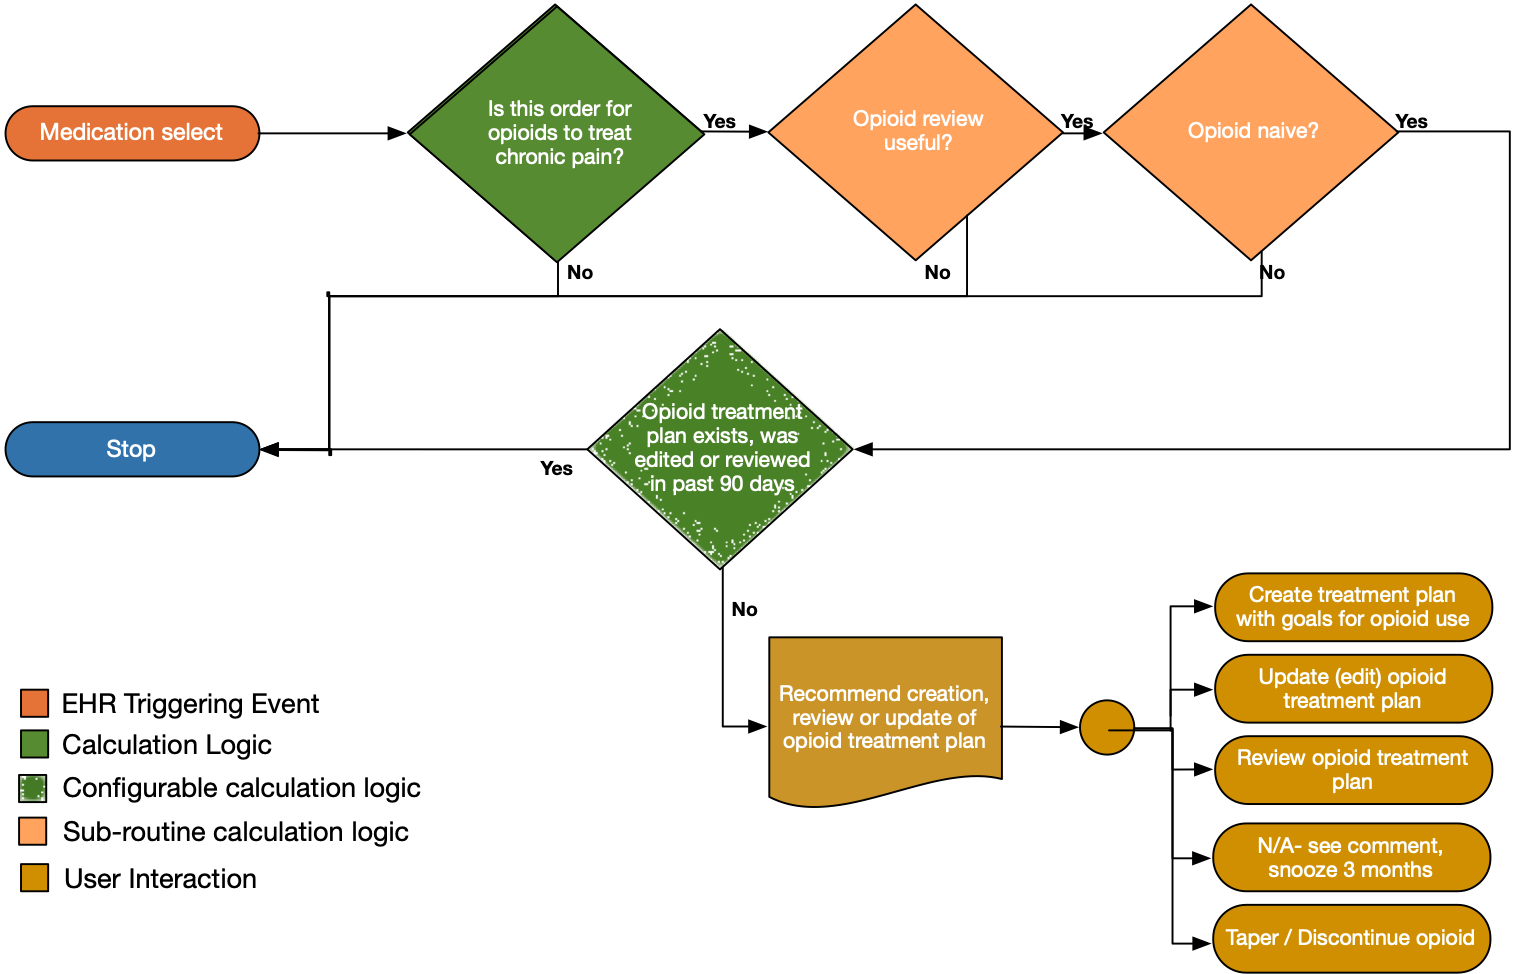 Medication select
Is this order for
opioids to treat
chronic pain?
Yes
Opioid review
useful?
Yes
Opioid naive?
Yes
No
No
No
Opioid treatment
plan exists, was
edited or reviewed
in past 90 days
Stop
Yes
No
Recommend creation,
review or update of
opioid treatment plan
Create treatment plan
with goals for opioid use
Update (edit) opioid
treatment plan
Review opioid treatment
plan
N/A- see comment,
snooze 3 months
Taper / Discontinue opioid
EHR Triggering Event
Calculation Logic
Configurable calculation logic
Sub-routine calculation logic
User Interaction